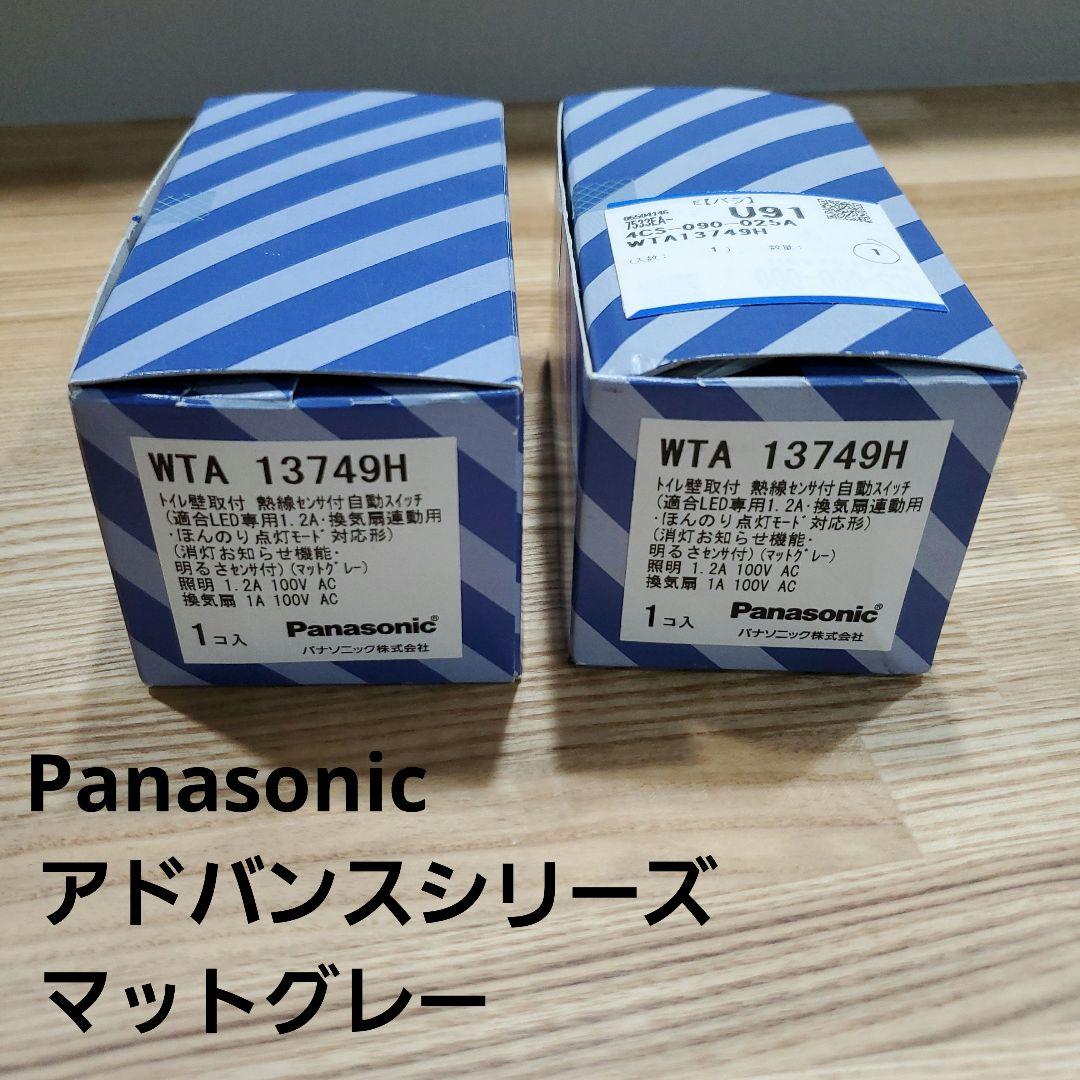 E[パン]
06504146
7533EA-
U91
4CS-090-025A
WTA13749H
(入数: 1) 数量:
1
WTA 13749H
トイレ壁取付 熱線センサ付自動スイッチ
(適合LED専用1.2A・換気扇連動用
・ほんのり点灯モード対応形)
(消灯お知らせ機能・
明るさセンサ付)(マットグレー)
照明 1.2A 100V AC
換気扇 1A 100V AC
1コ入 Panasonic®
パナソニック株式会社
WTA 13749H
トイレ壁取付 熱線センサ付自動スイッチ
(適合LED専用1.2A・換気扇連動用
・ほんのり点灯モード対応形)
(消灯お知らせ機能・
明るさセンサ付)(マットグレー)
照明 1.2A 100V AC
換気扇 1A 100V AC
1コ入 Panasonic®
パナソニック株式会社
Panasonic
アドバンスシリーズ
マットグレー